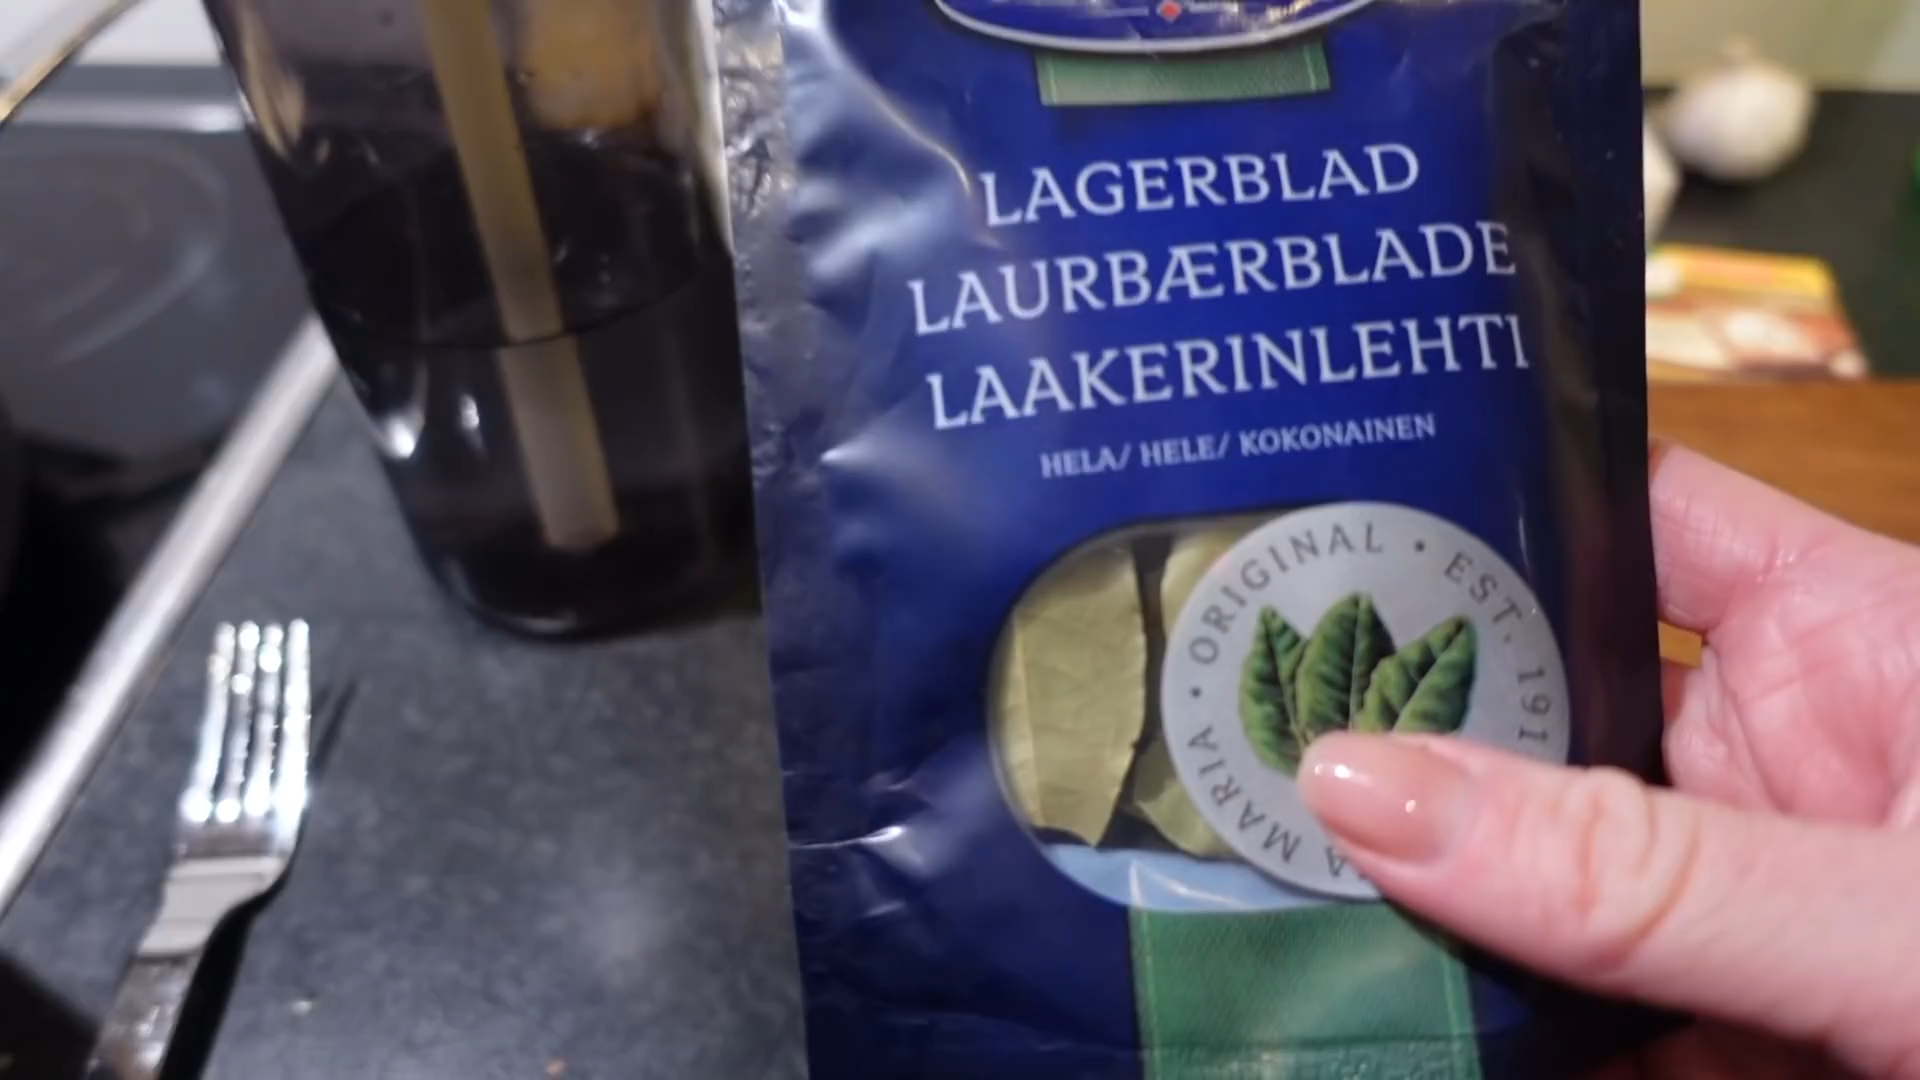 LAGERBLAD
LAURBÆRBLADE
LAAKERINLEHTI
HELA/ HELE/ KOKONAINEN
A MARIA • ORIGINAL • EST. 191